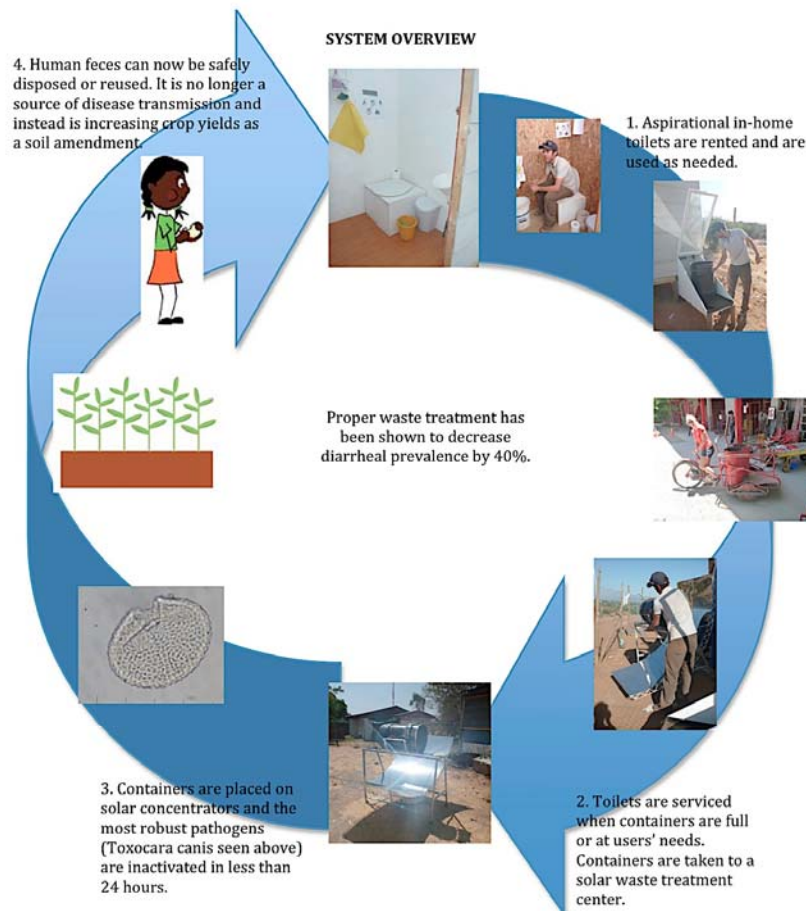 SYSTEM OVERVIEW
4. Human feces can now be safely
disposed or reused. It is no longer a
source of disease transmission and
instead is increasing crop yields as
a soil amendment.
1. Aspirational in-home
toilets are rented and are
used as needed.
Proper waste treatment has
been shown to decrease
diarrheal prevalence by 40%.
3. Containers are placed on
solar concentrators and the
most robust pathogens
(Toxocara canis seen above)
are inactivated in less than
24 hours.
2. Toilets are serviced
when containers are full
or at users' needs.
Containers are taken to a
solar waste treatment
center.